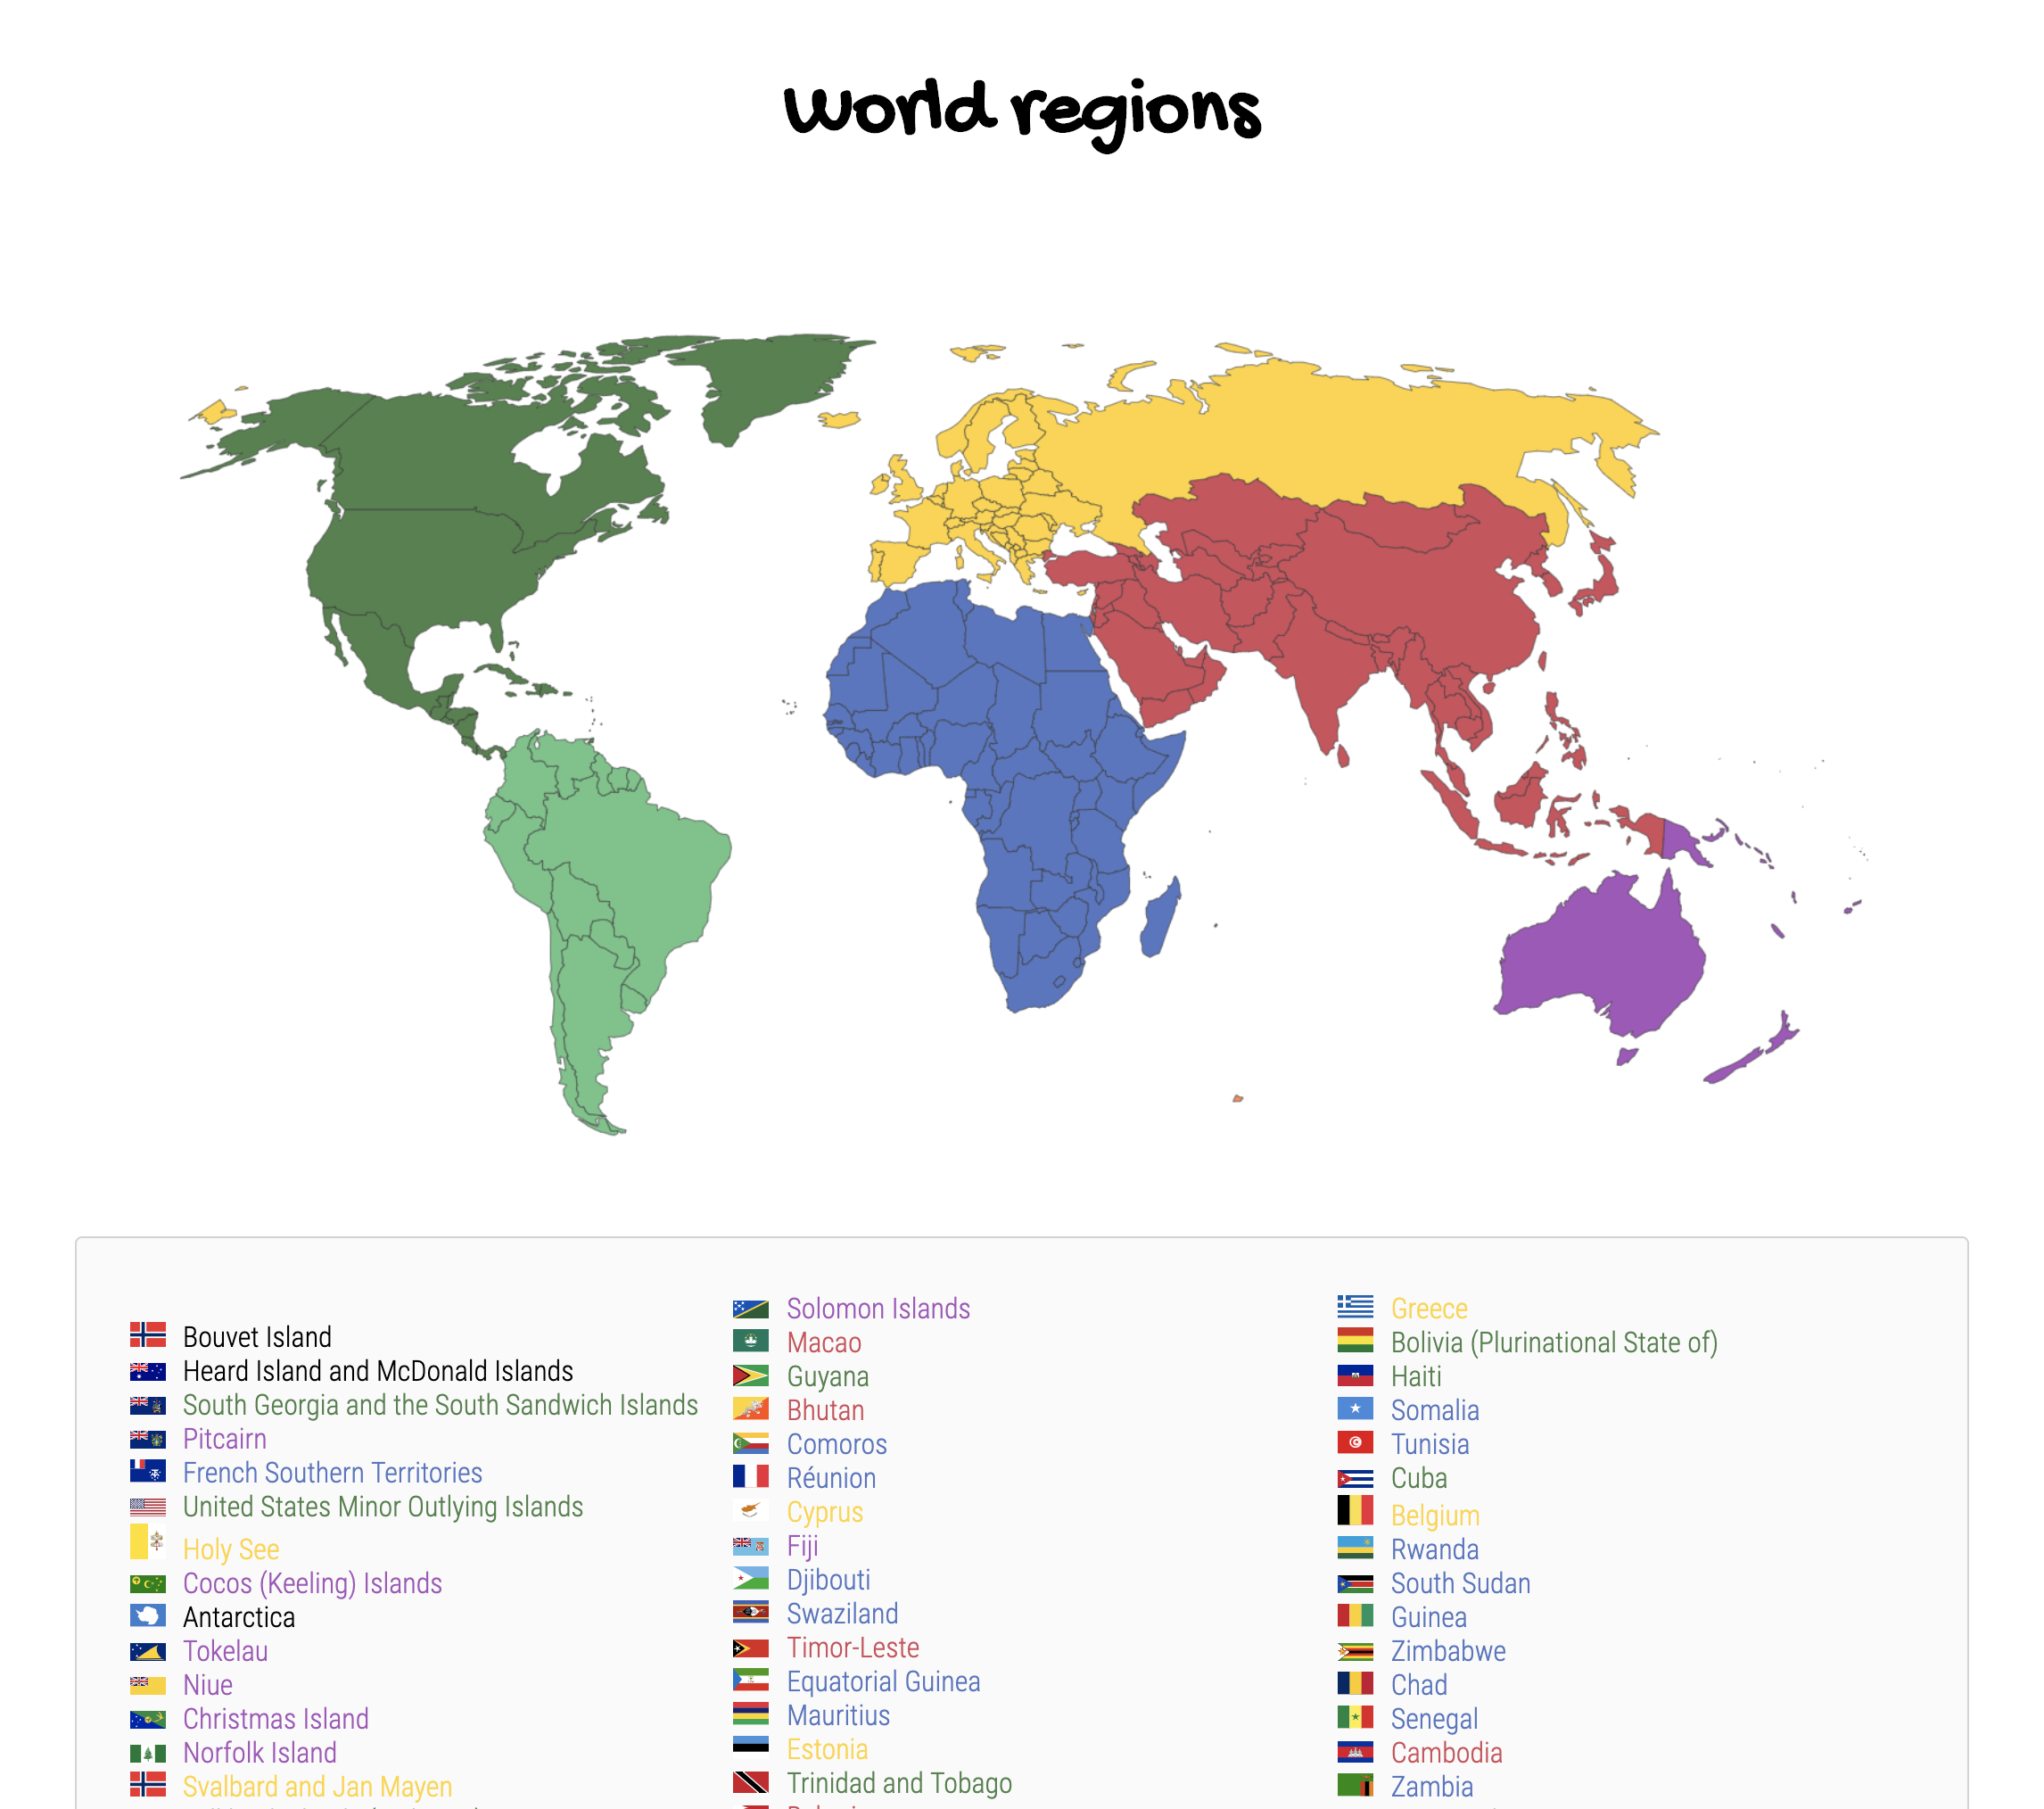 World regions
Bouvet Island
Heard Island and McDonald Islands
South Georgia and the South Sandwich Islands
Pitcairn
French Southern Territories
United States Minor Outlying Islands
Holy See
Cocos (Keeling) Islands
Antarctica
Tokelau
Niue
Christmas Island
Norfolk Island
Svalbard and Jan Mayen
Solomon Islands
Macao
Guyana
Bhutan
Comoros
Réunion
Cyprus
Fiji
Djibouti
Swaziland
Timor-Leste
Equatorial Guinea
Mauritius
Estonia
Trinidad and Tobago
Greece
Bolivia (Plurinational State of)
Haiti
Somalia
Tunisia
Cuba
Belgium
Rwanda
South Sudan
Guinea
Zimbabwe
Chad
Senegal
Cambodia
Zambia